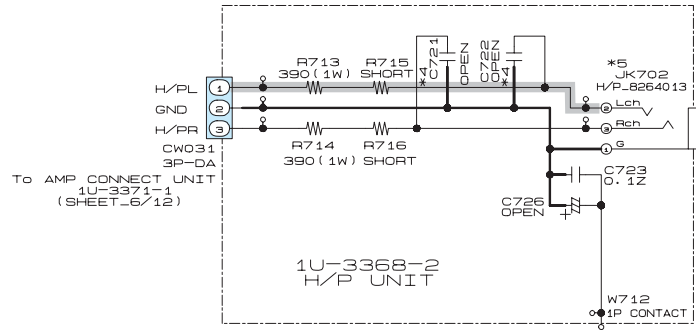 R713
390(1W)
R715
SHORT
*4
C721
OPEN
C722
OPEN
*4
*5
JK702
H/P_8264013
H/PL
1
GND
2
H/PR
3
CW031
3P-DA
To AMP CONNECT UNIT
1U-3371-1
(SHEET_6/12)
R714
390(1W)
R716
SHORT
2
Lch
3
Rch
1
G
C723
0.1Z
C726
OPEN
+
1U-3368-2
H/P UNIT
W712
1P CONTACT